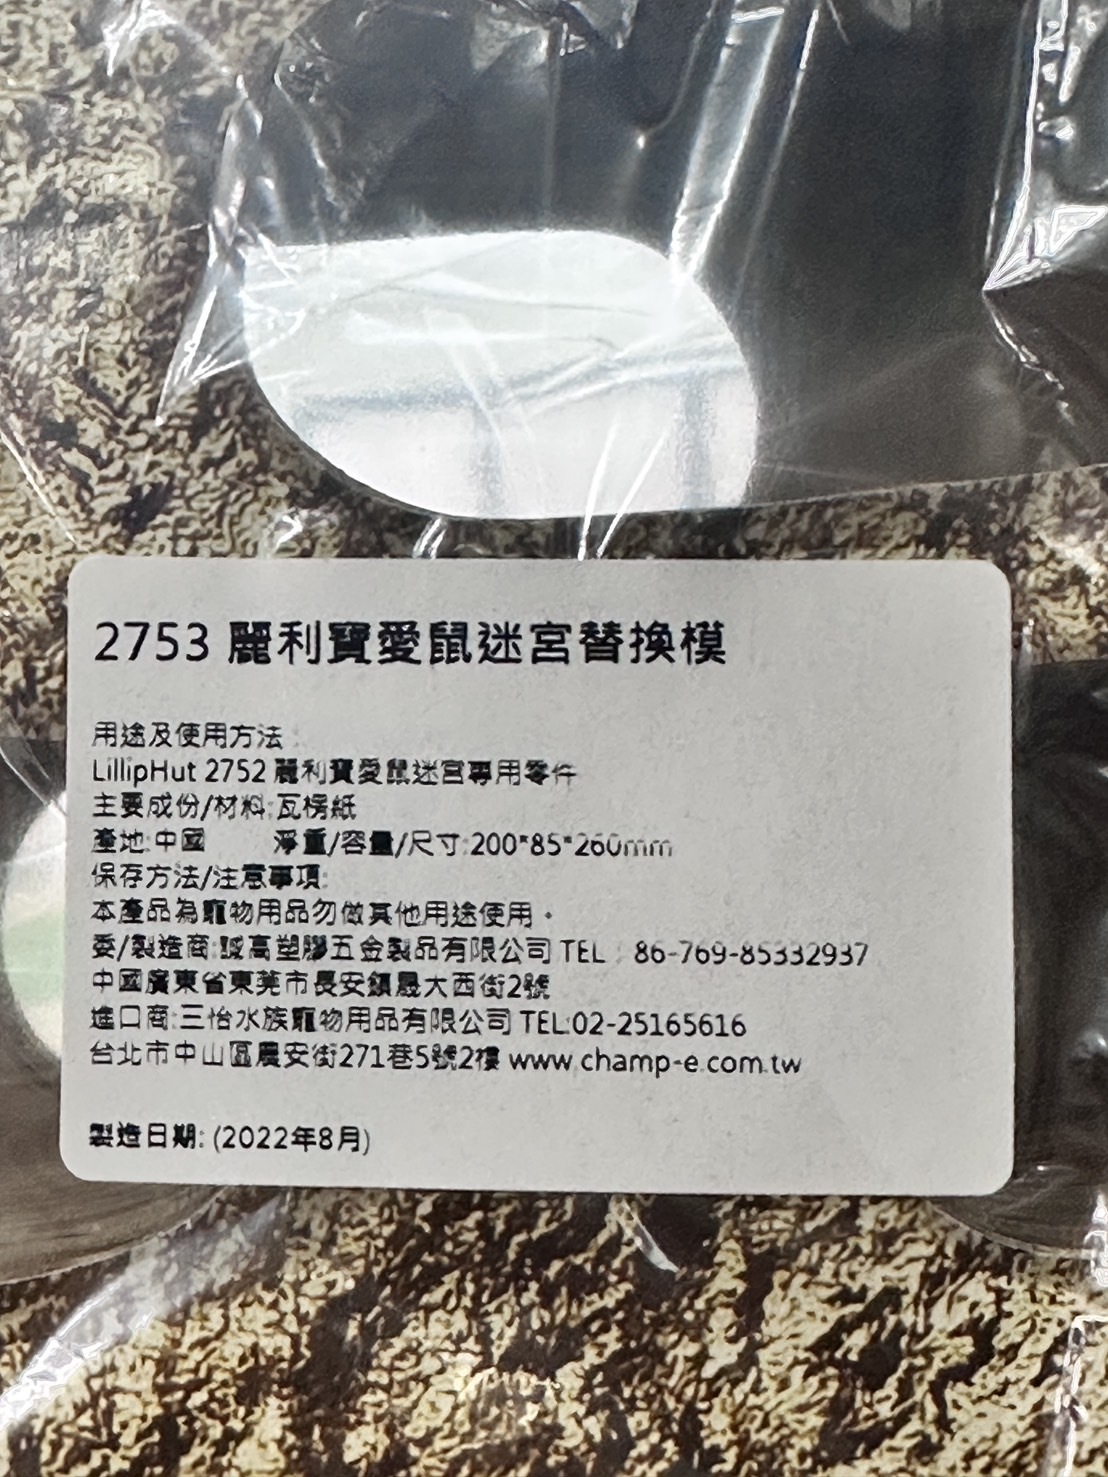 2753 麗利寶愛鼠迷宮替換模
用途及使用方法:
LillipHut 2752 麗利寶愛鼠迷宮專用零件
主要成份/材料:瓦楞紙
產地:中國 淨重/容量/尺寸:200*85*260mm
保存方法/注意事項:
本產品為寵物用品勿做其他用途使用。
委/製造商:誠高塑膠五金製品有限公司 TEL:86-769-85332937
中國廣東省東莞市長安鎮晟大西街2號
進口商:三怡水族寵物用品有限公司 TEL:02-25165616
台北市中山區農安街271巷5號2樓 www.champ-e.com.tw
製造日期: (2022年8月)